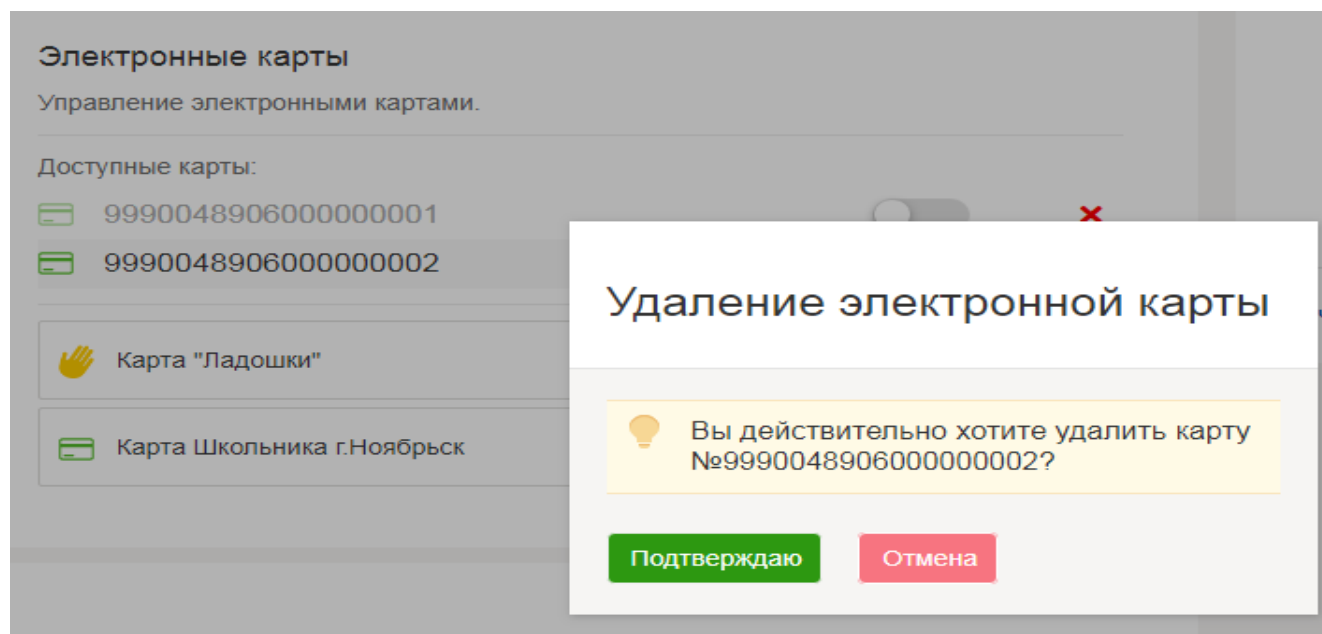 Электронные карты
Управление электронными картами.
Доступные карты:
9990048906000000001
9990048906000000002
Карта "Ладошки"
Карта Школьника г.Ноябрьск
Удаление электронной карты
Вы действительно хотите удалить карту
№9990048906000000002?
Подтверждаю
Отмена